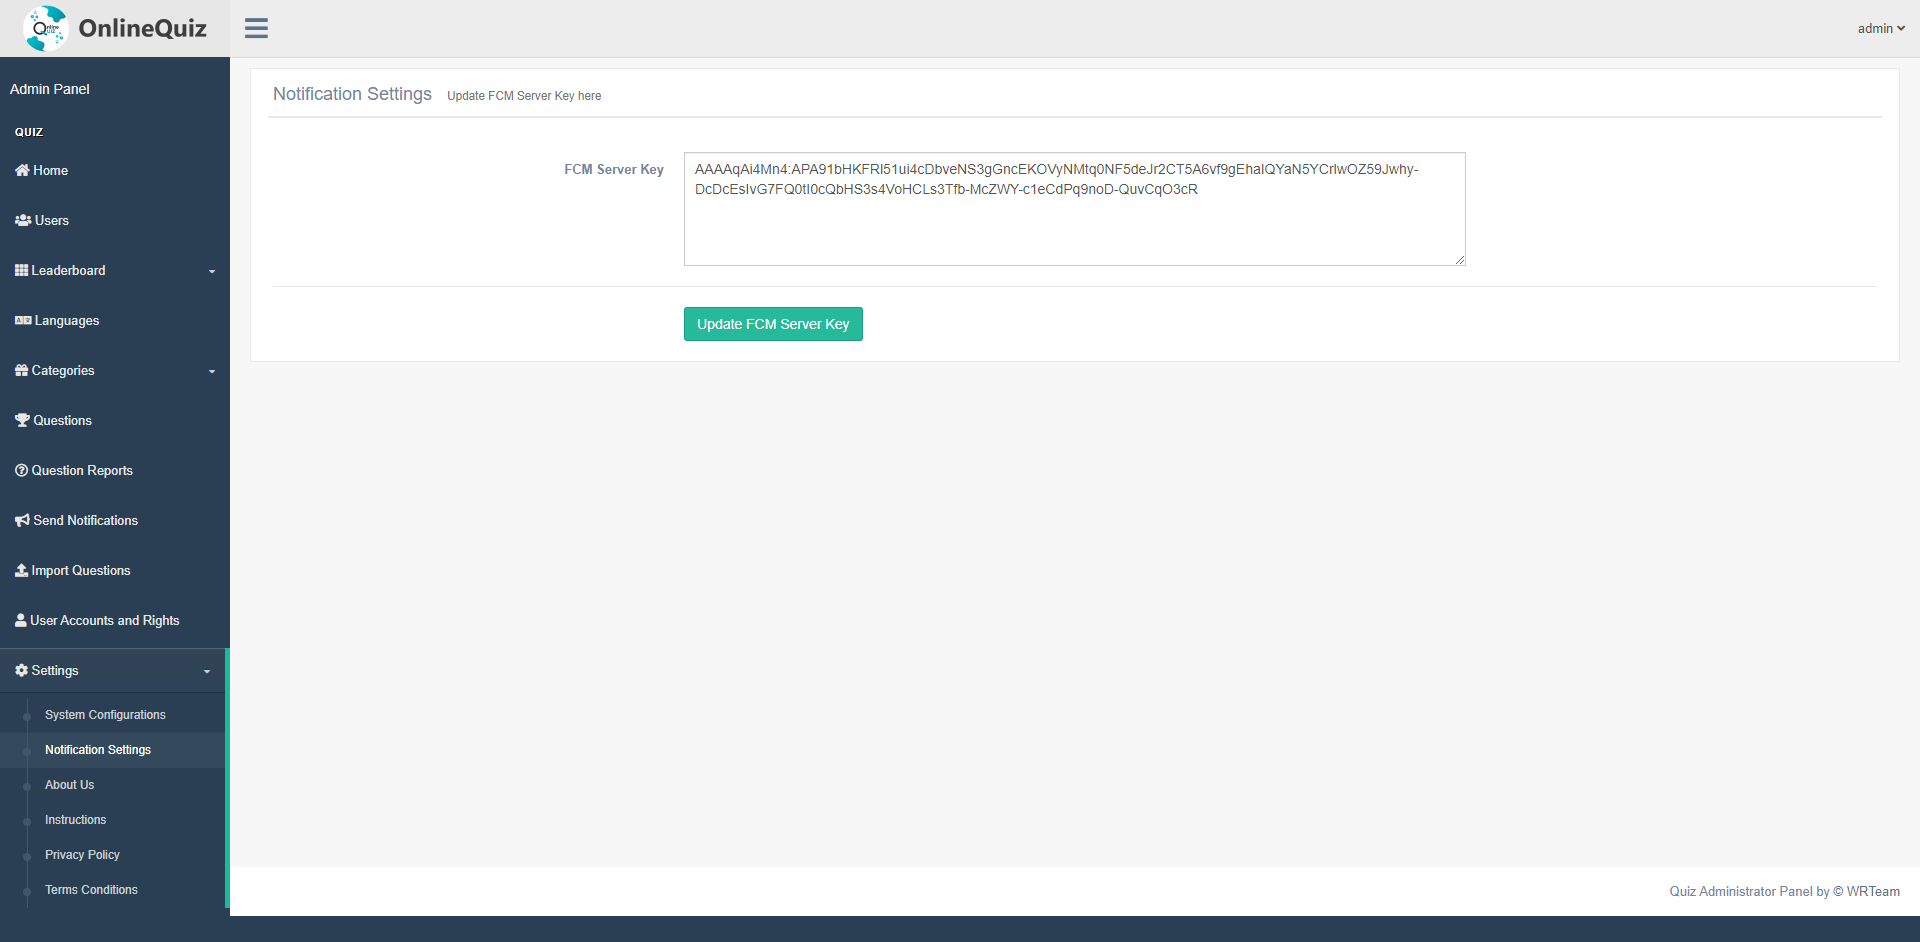 OnlineQuiz
admin
Admin Panel
QUIZ
Home
Users
Leaderboard
Languages
Categories
Questions
Question Reports
Send Notifications
Import Questions
User Accounts and Rights
Settings
System Configurations
Notification Settings
About Us
Instructions
Privacy Policy
Terms Conditions
Notification Settings Update FCM Server Key here
FCM Server Key
AAAAqAi4Mn4:APA91bHKFRI51ui4cDbveNS3gGncEKOVyNMtq0NF5deJr2CT5A6vf9gEhaIQYaN5YCrIwOZ59Jwhy-
DcDcEsIvG7FQ0tI0cQbHS3s4VoHCLs3Tfb-McZWY-c1eCdPq9noD-QuvCqO3cR
Update FCM Server Key
Quiz Administrator Panel by © WRTeam